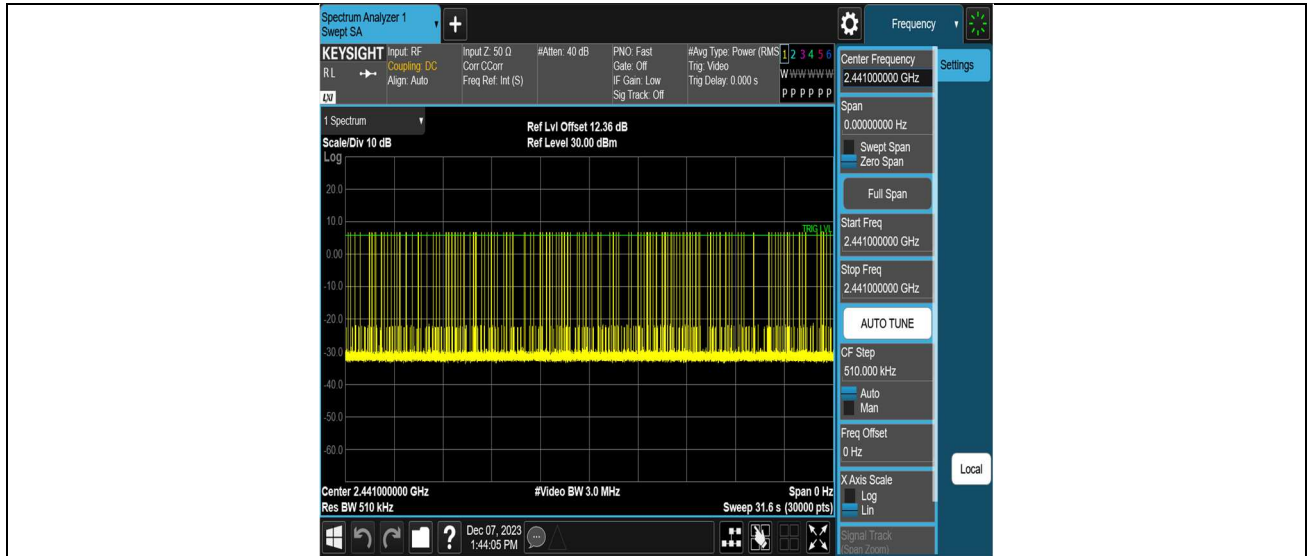 Spectrum Analyzer 1
Swept SA
Frequency
KEYSIGHT
RL
LXI
Input: RF
Coupling: DC
Align: Auto
Input Z: 50 Ω
Corr CCorr
Freq Ref: Int (S)
#Atten: 40 dB
PNO: Fast
Gate: Off
IF Gain: Low
Sig Track: Off
#Avg Type: Power (RMS
Trig: Video
Trig Delay: 0.000 s
1 2 3 4 5 6
W W W W W W
P P P P P P
1 Spectrum
Scale/Div 10 dB
Log
Ref Lvl Offset 12.36 dB
Ref Level 30.00 dBm
20.0
10.0
0.00
-10.0
-20.0
-30.0
-40.0
-50.0
-60.0
TRIG LVL
Center 2.441000000 GHz
Res BW 510 kHz
#Video BW 3.0 MHz
Span 0 Hz
Sweep 31.6 s (30000 pts)
?
Dec 07, 2023
1:44:05 PM
Center Frequency
2.441000000 GHz
Span
0.00000000 Hz
Swept Span
Zero Span
Full Span
Start Freq
2.441000000 GHz
Stop Freq
2.441000000 GHz
AUTO TUNE
CF Step
510.000 kHz
Auto
Man
Freq Offset
0 Hz
X Axis Scale
Log
Lin
Signal Track
(Span Zoom)
Settings
Local